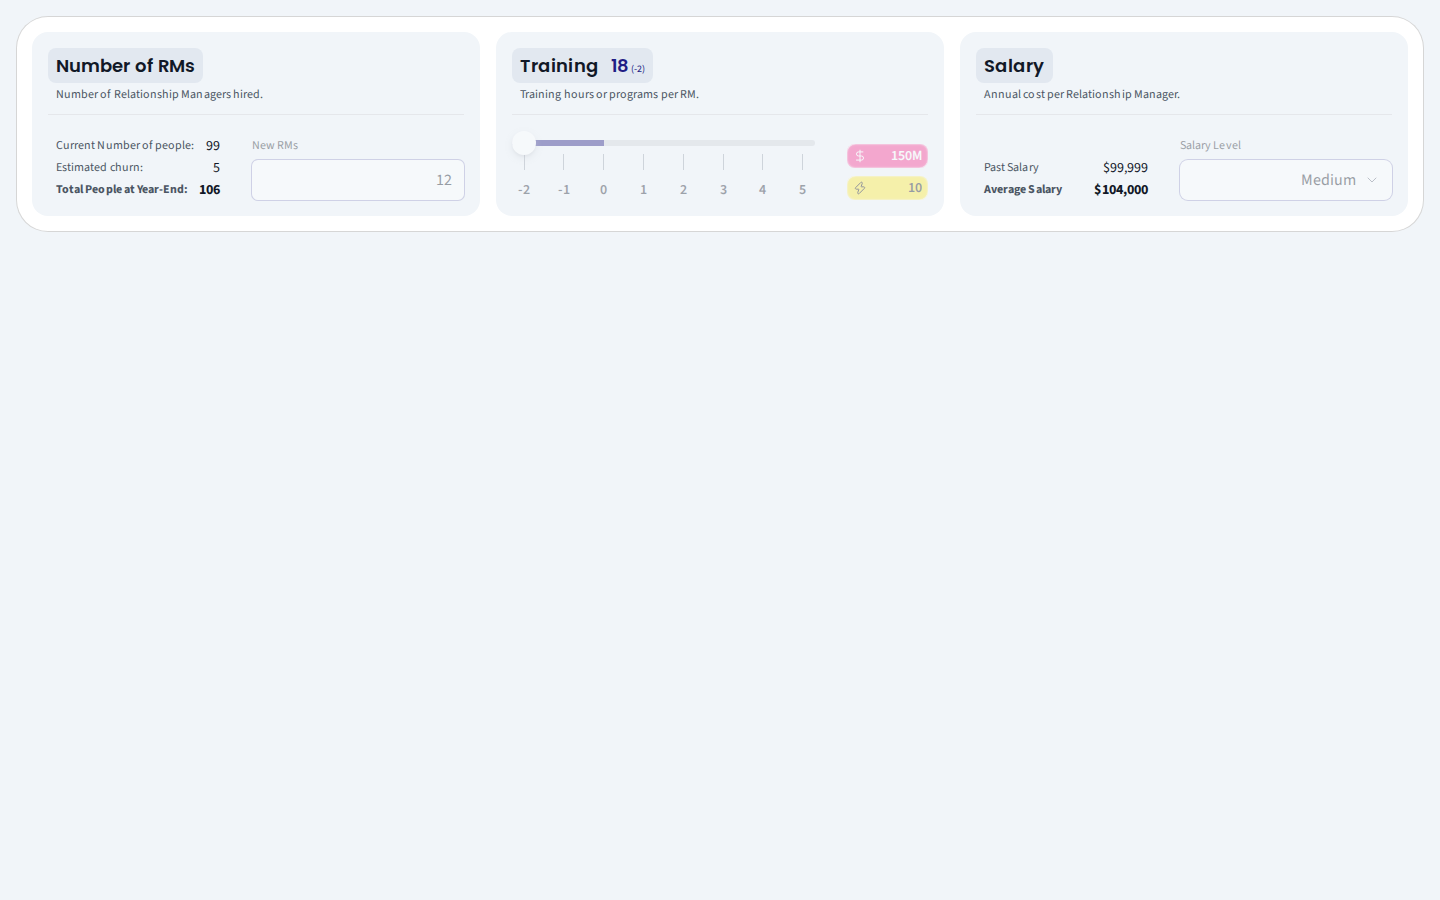 Number of RMs
Number of Relationship Managers hired.
Current Number of people: 99
Estimated churn: 5
Total People at Year-End: 106
New RMs
12
Training 18 (-2)
Training hours or programs per RM.
-2 -1 0 1 2 3 4 5
$ 150M
10
Salary
Annual cost per Relationship Manager.
Past Salary $99,999
Average Salary $104,000
Salary Level
Medium